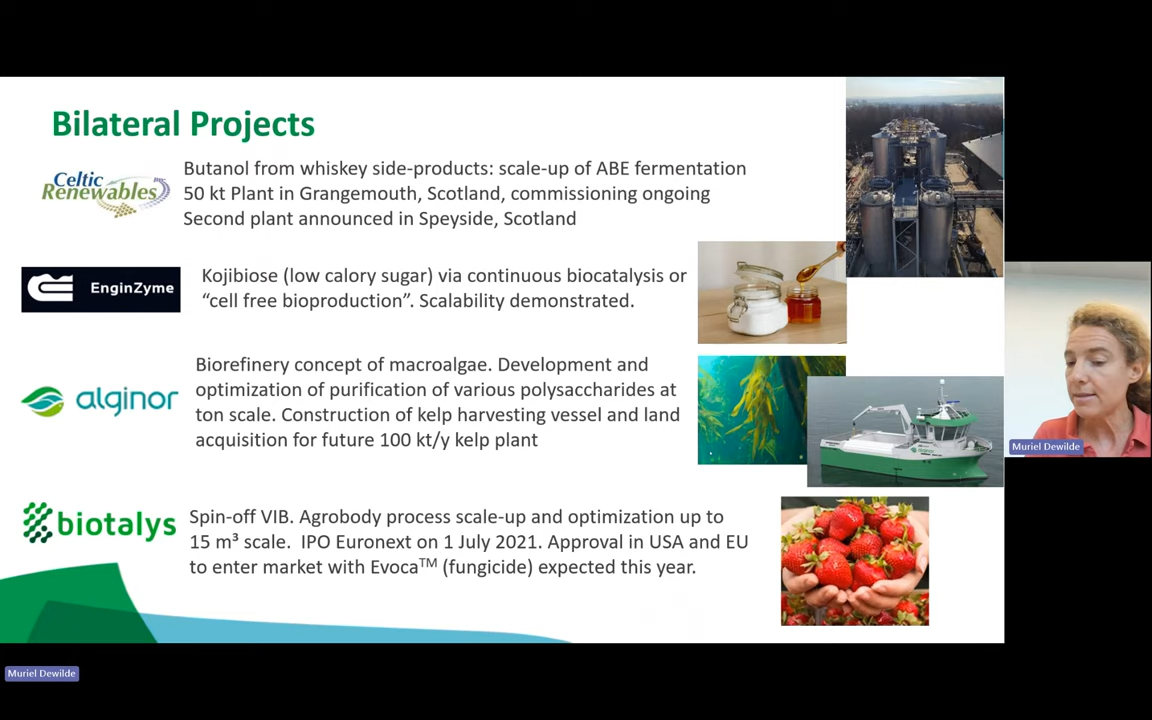 Bilateral Projects
Celtic
Renewables
Butanol from whiskey side-products: scale-up of ABE fermentation
50 kt Plant in Grangemouth, Scotland, commissioning ongoing
Second plant announced in Speyside, Scotland
EnginZyme
Kojibiose (low calory sugar) via continuous biocatalysis or
“cell free bioproduction”. Scalability demonstrated.
alginor
Biorefinery concept of macroalgae. Development and
optimization of purification of various polysaccharides at
ton scale. Construction of kelp harvesting vessel and land
acquisition for future 100 kt/y kelp plant
biotalys
Spin-off VIB. Agrobody process scale-up and optimization up to
15 m³ scale.  IPO Euronext on 1 July 2021. Approval in USA and EU
to enter market with Evoca™ (fungicide) expected this year.
Muriel Dewilde
Muriel Dewilde